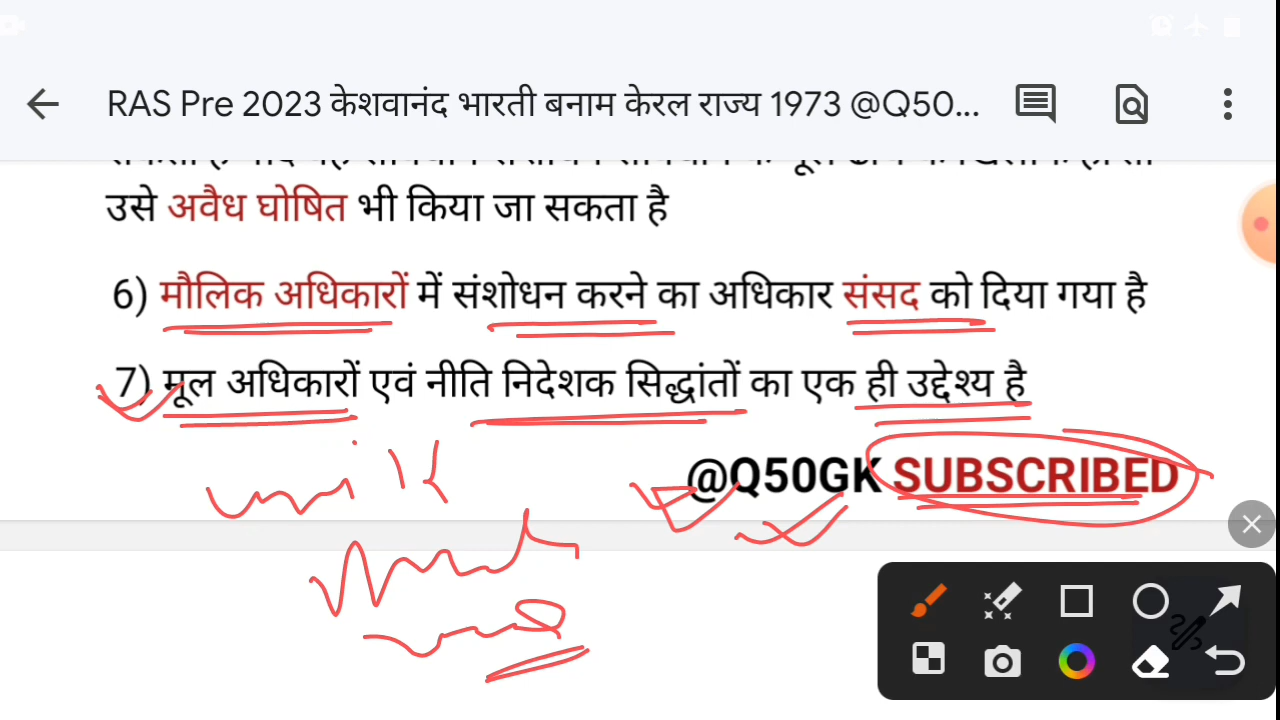 RAS Pre 2023 केशवानंद भारती बनाम केरल राज्य 1973 @Q50...
उसे अवैध घोषित भी किया जा सकता है
6) मौलिक अधिकारों में संशोधन करने का अधिकार संसद को दिया गया है
7) मूल अधिकारों एवं नीति निदेशक सिद्धांतों का एक ही उद्देश्य है
@Q50GK SUBSCRIBED